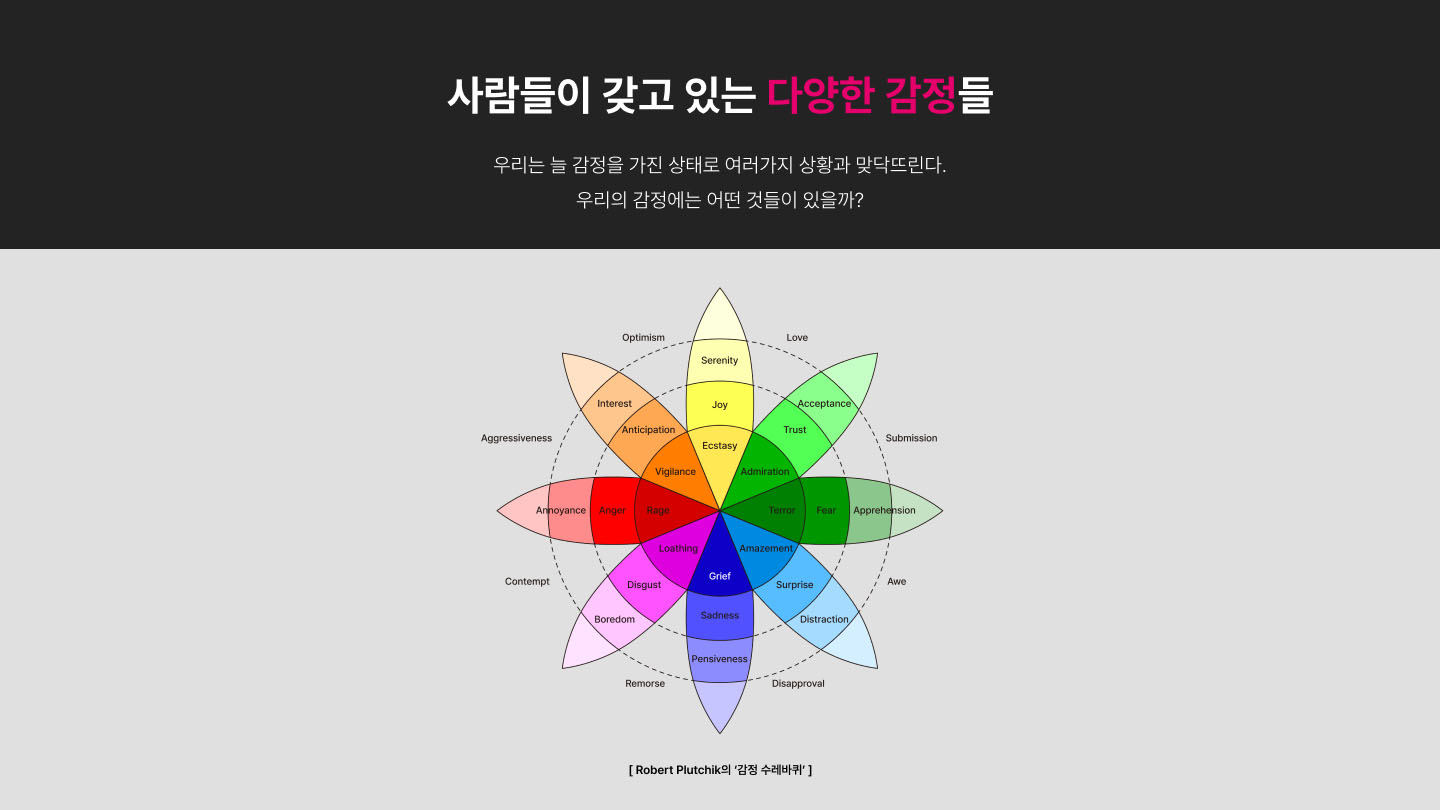 사람들이 갖고 있는 다양한 감정들
우리는 늘 감정을 가진 상태로 여러가지 상황과 맞닥뜨린다.
우리의 감정에는 어떤 것들이 있을까?
Optimism
Love
Serenity
Interest
Joy
Acceptance
Anticipation
Trust
Aggressiveness
Ecstasy
Submission
Vigilance
Admiration
Annoyance
Anger
Rage
Terror
Fear
Apprehension
Loathing
Amazement
Grief
Contempt
Disgust
Surprise
Awe
Boredom
Sadness
Distraction
Pensiveness
Remorse
Disapproval
[ Robert Plutchik의 ‘감정 수레바퀴’ ]